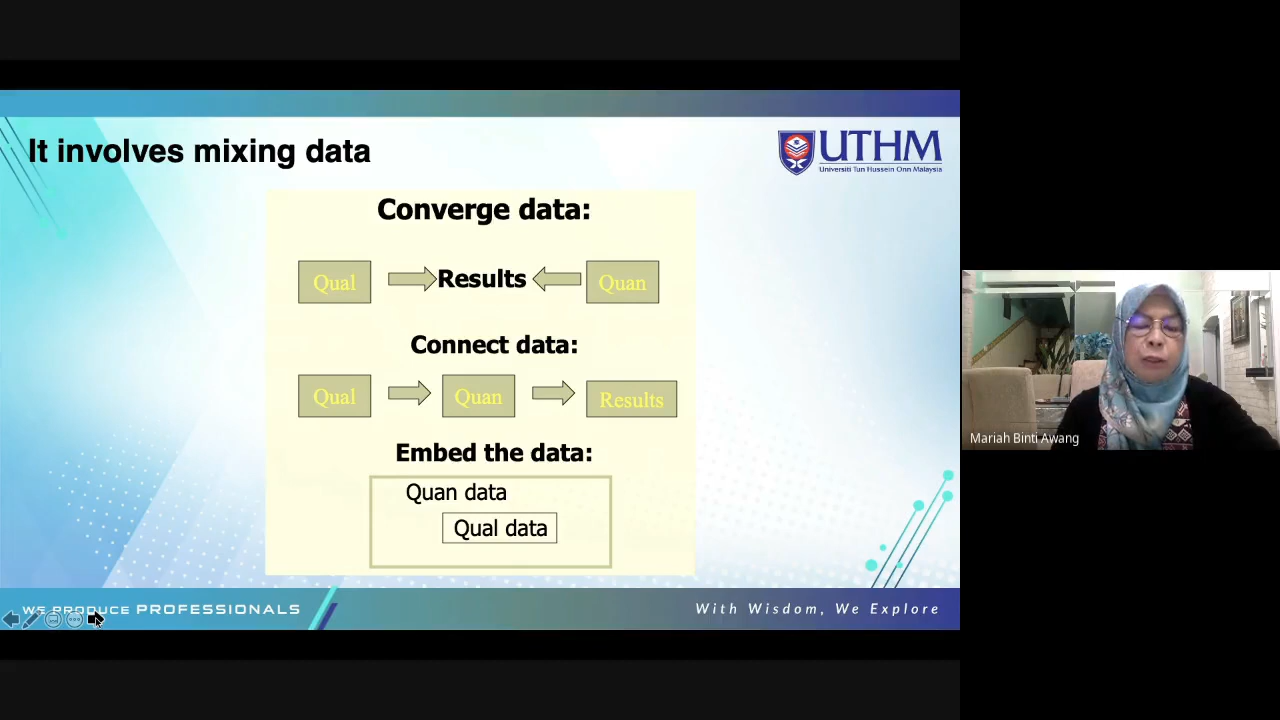 It involves mixing data
UTHM
Universiti Tun Hussein Onn Malaysia
Converge data:
Qual Results Quan
Connect data:
Qual Quan Results
Embed the data:
Quan data
Qual data
Mariah Binti Awang
WE PRODUCE PROFESSIONALS
With Wisdom, We Explore